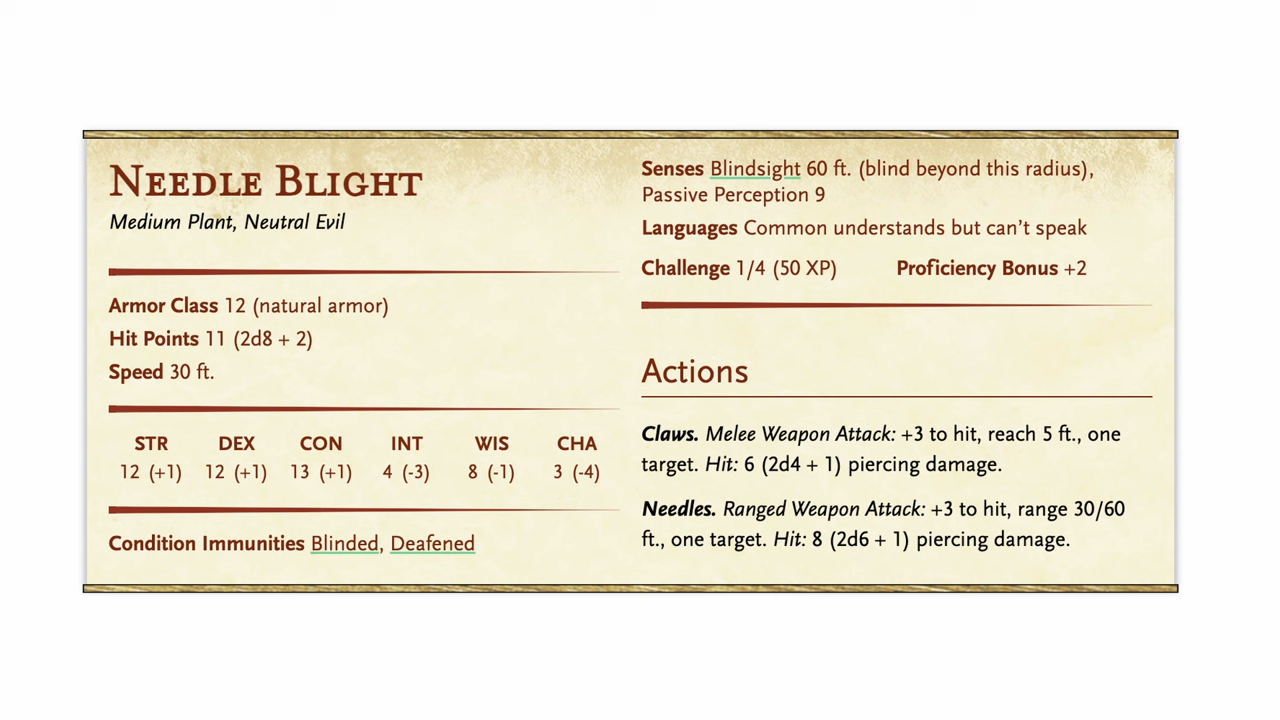 NEEDLE BLIGHT
Medium Plant, Neutral Evil
Armor Class 12 (natural armor)
Hit Points 11 (2d8 + 2)
Speed 30 ft.
STR DEX CON INT WIS CHA
12 (+1) 12 (+1) 13 (+1) 4 (-3) 8 (-1) 3 (-4)
Condition Immunities Blinded, Deafened
Senses Blindsight 60 ft. (blind beyond this radius),
Passive Perception 9
Languages Common understands but can’t speak
Challenge 1/4 (50 XP) Proficiency Bonus +2
Actions
Claws. Melee Weapon Attack: +3 to hit, reach 5 ft., one
target. Hit: 6 (2d4 + 1) piercing damage.
Needles. Ranged Weapon Attack: +3 to hit, range 30/60
ft., one target. Hit: 8 (2d6 + 1) piercing damage.